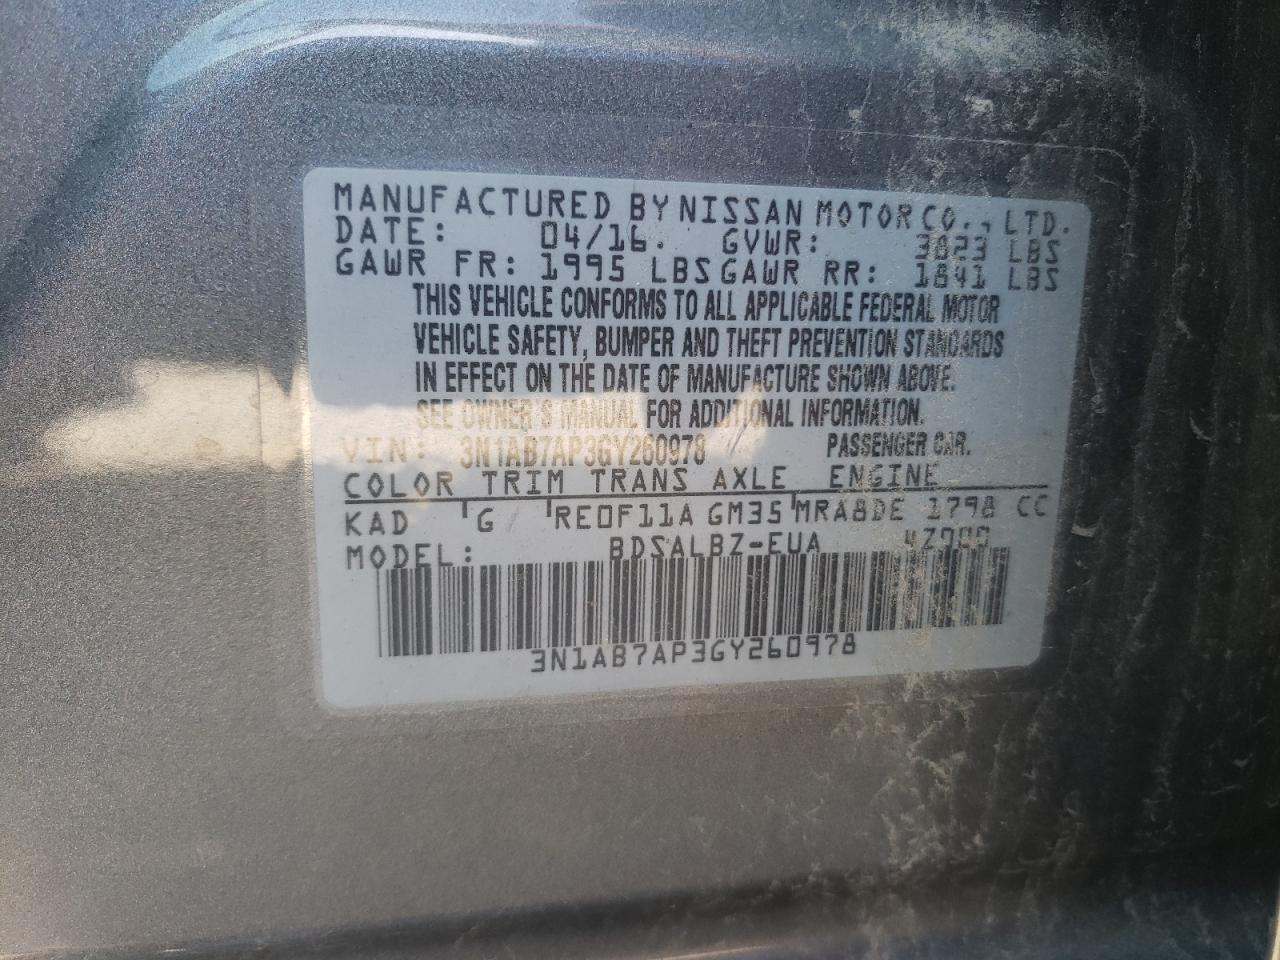 MANUFACTURED BY NISSAN MOTOR CO., LTD.
DATE: 04/16. GVWR: 3823 LBS
GAWR FR: 1995 LBS GAWR RR: 1841 LBS
THIS VEHICLE CONFORMS TO ALL APPLICABLE FEDERAL MOTOR
VEHICLE SAFETY, BUMPER AND THEFT PREVENTION STANDARDS
IN EFFECT ON THE DATE OF MANUFACTURE SHOWN ABOVE.
SEE OWNER'S MANUAL FOR ADDITIONAL INFORMATION.
VIN: 3N1AB7AP3GY260978 PASSENGER CAR.
COLOR TRIM TRANS AXLE ENGINE
KAD G RE0F11A GM35 MRA8DE 1798 CC
MODEL: BDSALBZ-EUA
3N1AB7AP3GY260978